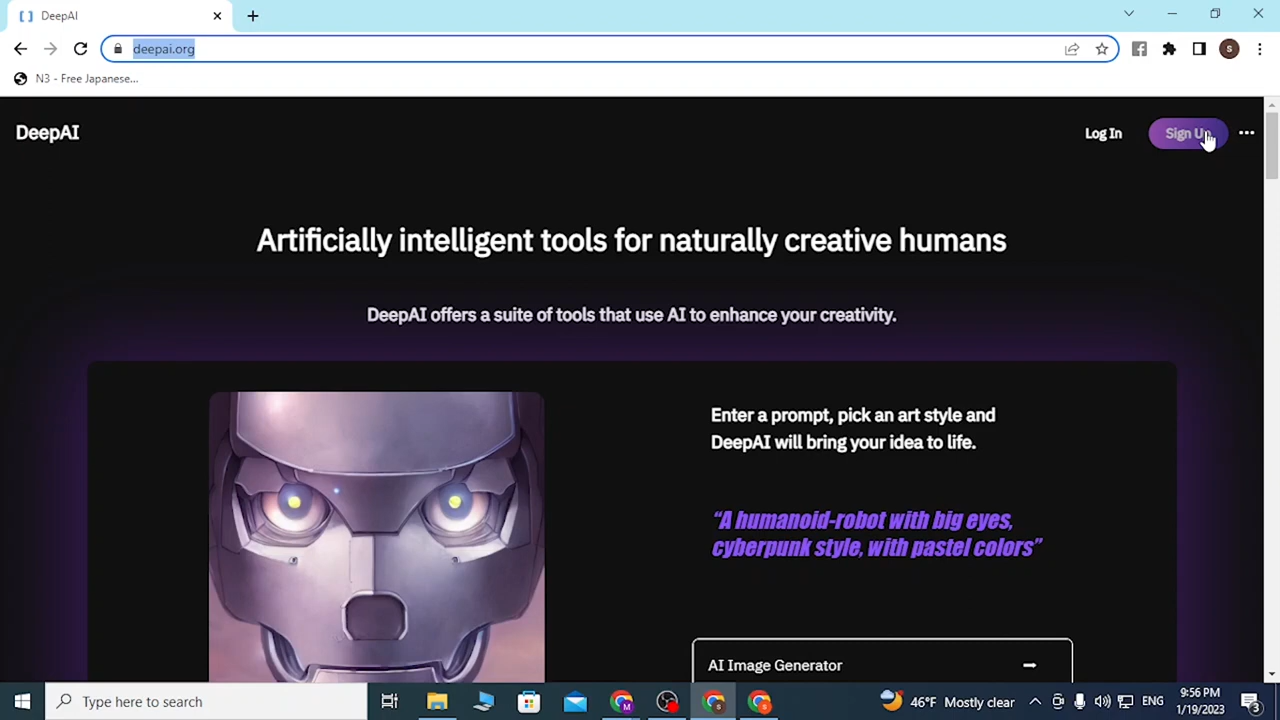 DeepAI
deepai.org
N3 - Free Japanese...
DeepAI
Log In
Sign Up
Artificially intelligent tools for naturally creative humans
DeepAI offers a suite of tools that use AI to enhance your creativity.
Enter a prompt, pick an art style and
DeepAI will bring your idea to life.
“A humanoid-robot with big eyes,
cyberpunk style, with pastel colors”
AI Image Generator
Type here to search
46°F Mostly clear
ENG
9:56 PM
1/19/2023
3